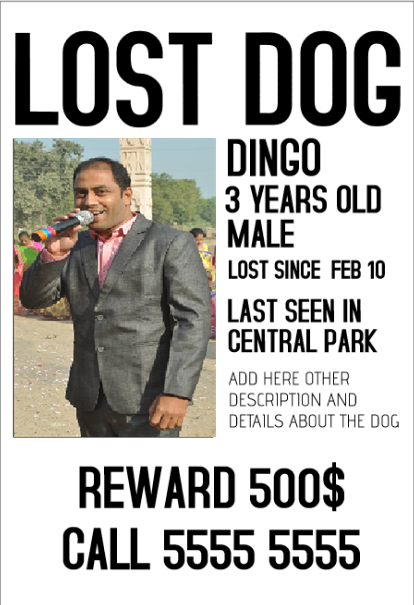 LOST DOG
DINGO
3 YEARS OLD
MALE
LOST SINCE FEB 10
LAST SEEN IN
CENTRAL PARK
ADD HERE OTHER
DESCRIPTION AND
DETAILS ABOUT THE DOG
REWARD 500$
CALL 5555 5555